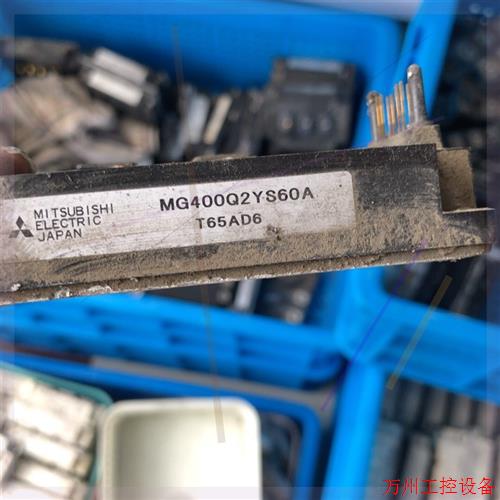 MITSUBISHI
ELECTRIC
JAPAN
MG400Q2YS60A
T65AD6
万州工控设备